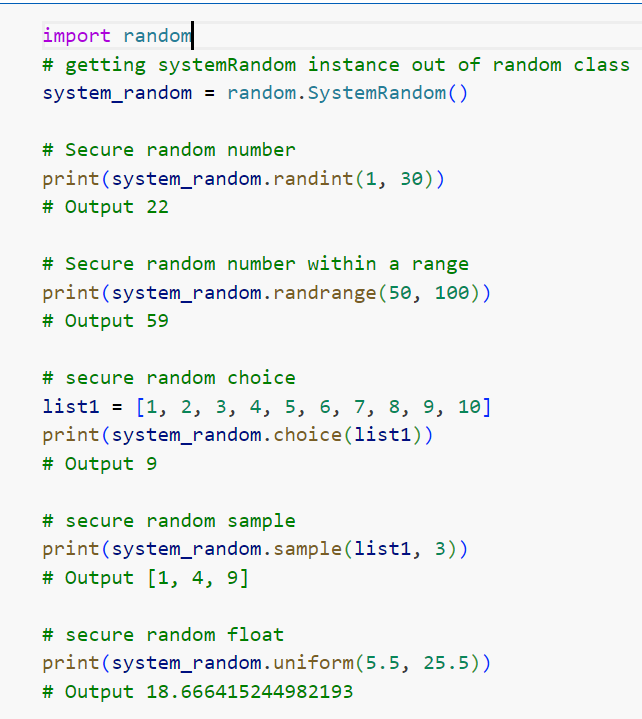 import random
# getting systemRandom instance out of random class
system_random = random.SystemRandom()

# Secure random number
print(system_random.randint(1, 30))
# Output 22

# Secure random number within a range
print(system_random.randrange(50, 100))
# Output 59

# secure random choice
list1 = [1, 2, 3, 4, 5, 6, 7, 8, 9, 10]
print(system_random.choice(list1))
# Output 9

# secure random sample
print(system_random.sample(list1, 3))
# Output [1, 4, 9]

# secure random float
print(system_random.uniform(5.5, 25.5))
# Output 18.666415244982193